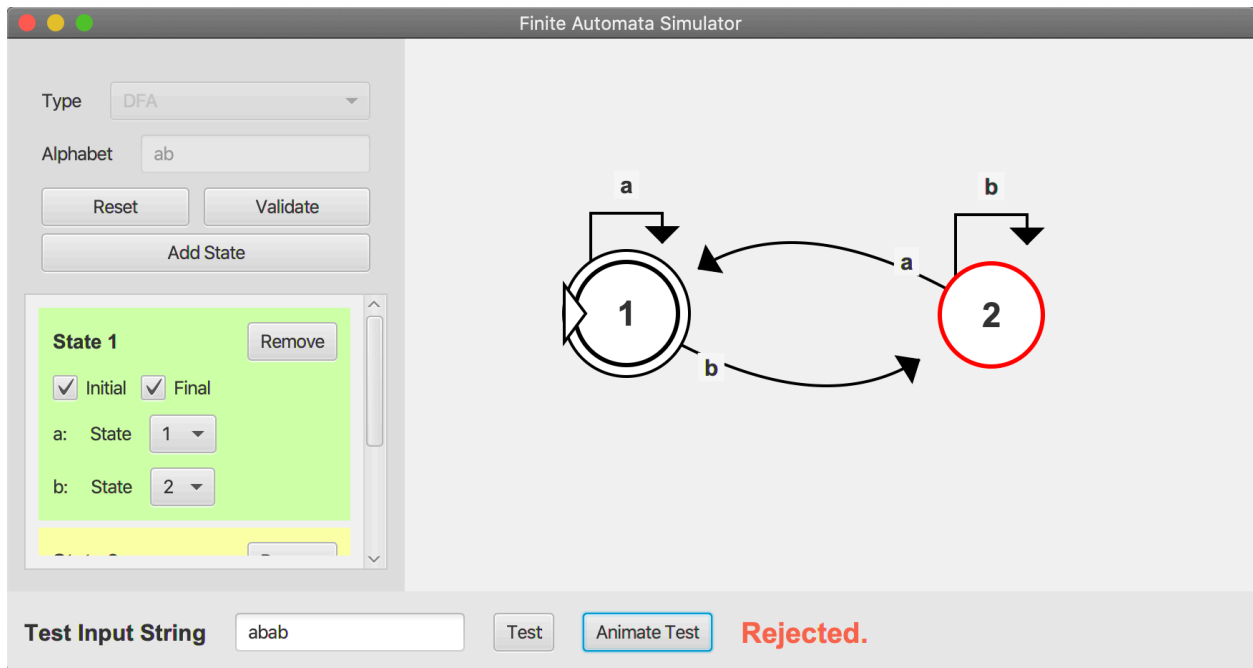 Finite Automata Simulator
Type DFA
Alphabet ab
Reset Validate
Add State
State 1 Remove
Initial Final
a: State 1
b: State 2
a
b
1
a
2
b
Test Input String abab Test Animate Test Rejected.